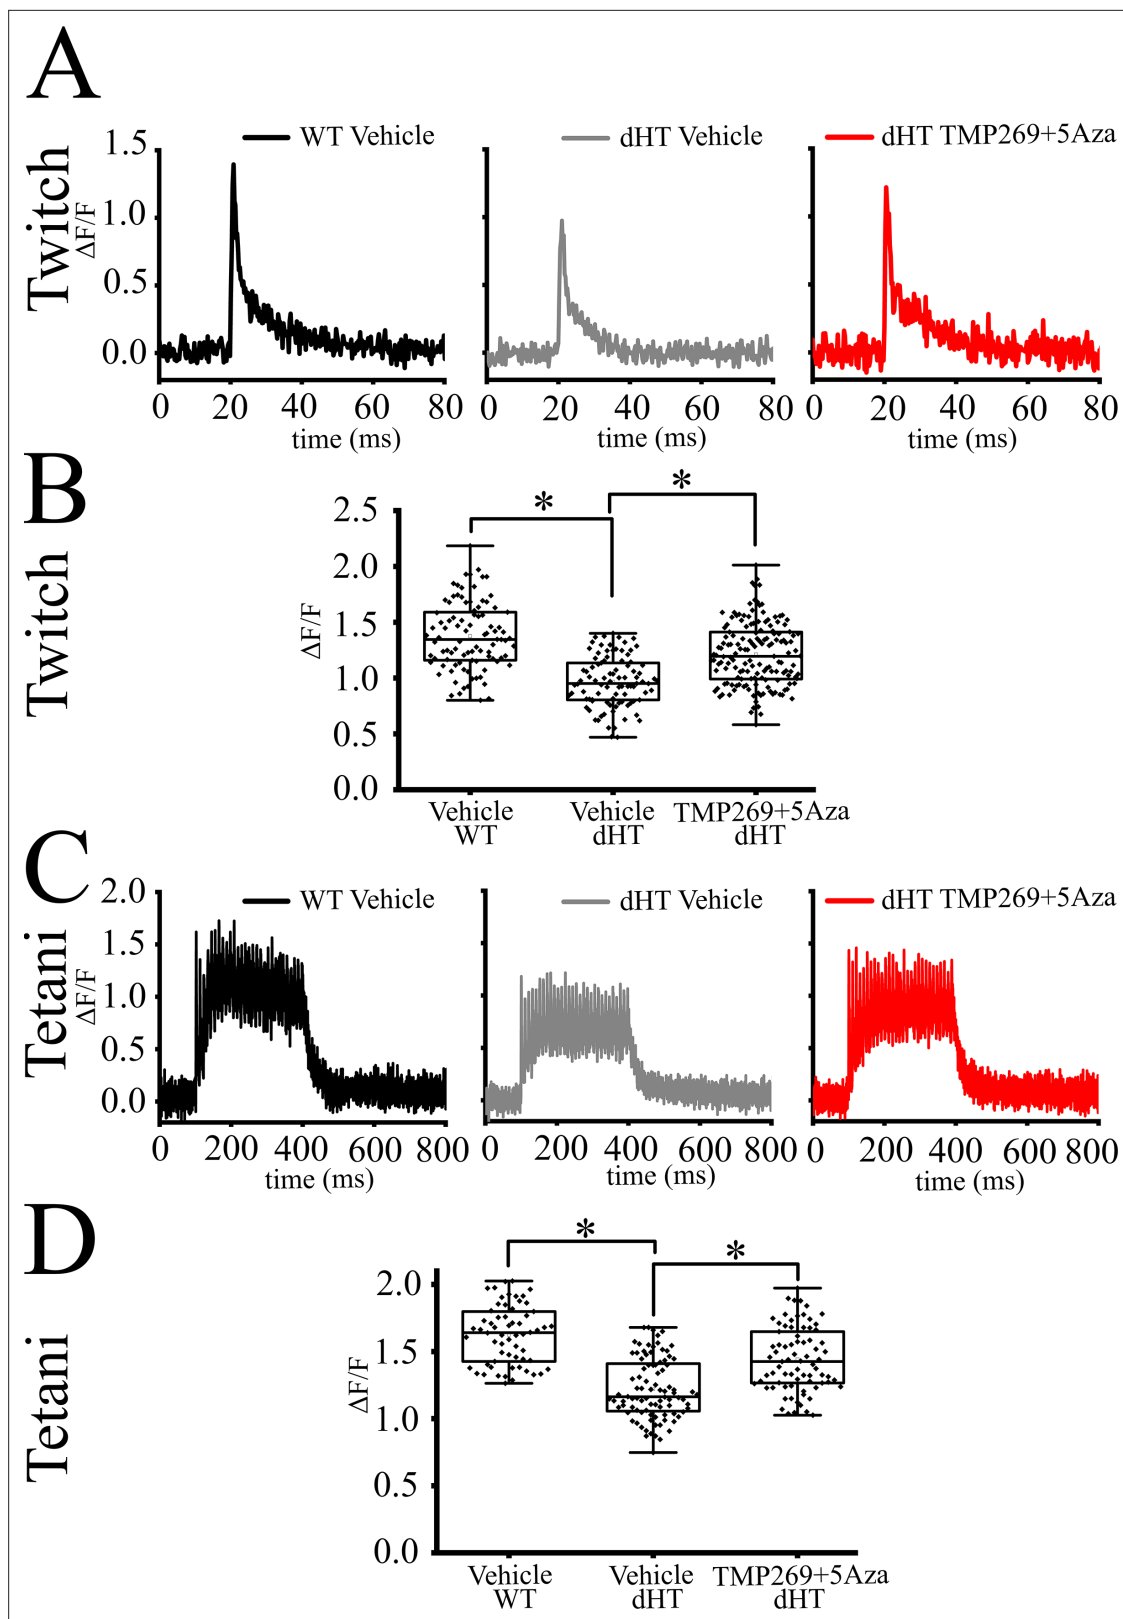 A
Twitch
ΔF/F
WT Vehicle
dHT Vehicle
dHT TMP269+5Aza
1.5
1.0
0.5
0.0
0 20 40 60 80
0 20 40 60 80
0 20 40 60 80
time (ms)
time (ms)
time (ms)
B
Twitch
ΔF/F
* *
2.5
2.0
1.5
1.0
0.5
0.0
Vehicle WT
Vehicle dHT
TMP269+5Aza dHT
C
Tetani
ΔF/F
WT Vehicle
dHT Vehicle
dHT TMP269+5Aza
2.0
1.5
1.0
0.5
0.0
0 200 400 600 800
0 200 400 600 800
0 200 400 600 800
time (ms)
time (ms)
time (ms)
D
Tetani
ΔF/F
* *
2.0
1.5
1.0
0.5
0.0
Vehicle WT
Vehicle dHT
TMP269+5Aza dHT